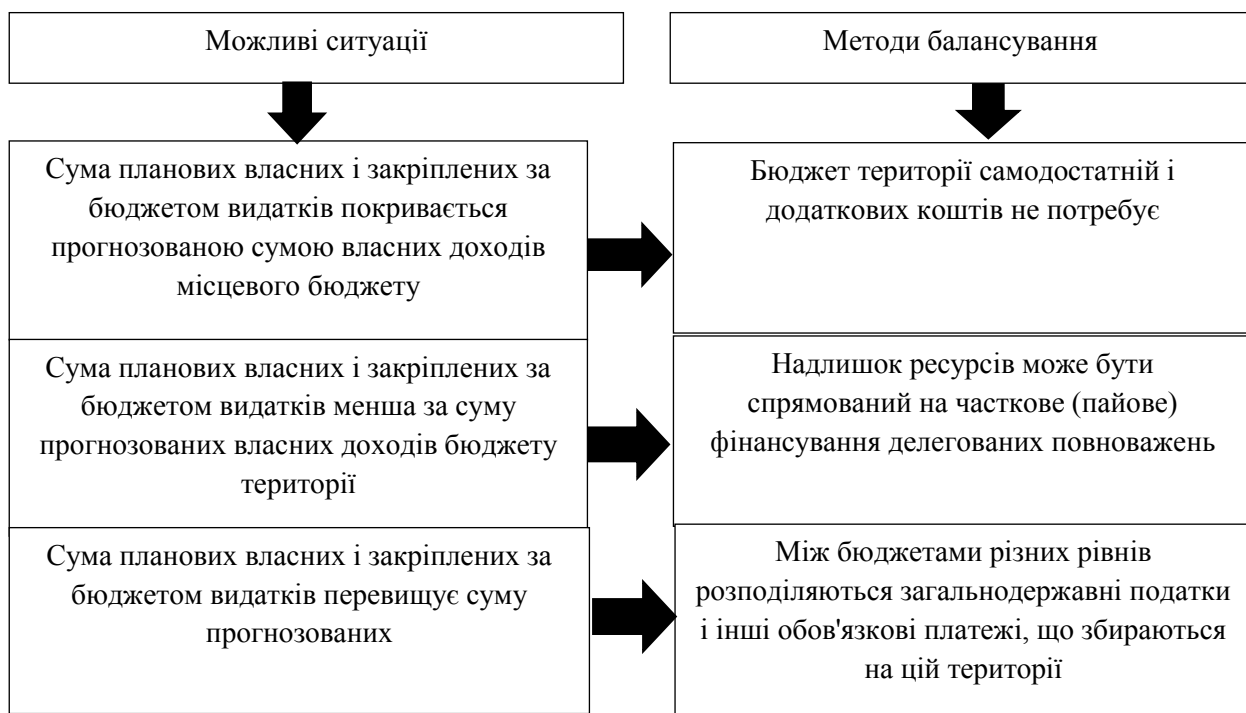 Можливі ситуації
Методи балансування
Сума планових власних і закріплених за
бюджетом видатків покривається
прогнозованою сумою власних доходів
місцевого бюджету
Бюджет території самодостатній і
додаткових коштів не потребує
Сума планових власних і закріплених за
бюджетом видатків менша за суму
прогнозованих власних доходів бюджету
території
Надлишок ресурсів може бути
спрямований на часткове (пайове)
фінансування делегованих повноважень
Сума планових власних і закріплених за
бюджетом видатків перевищує суму
прогнозованих
Між бюджетами різних рівнів
розподіляються загальнодержавні податки
і інші обов'язкові платежі, що збираються
на цій території